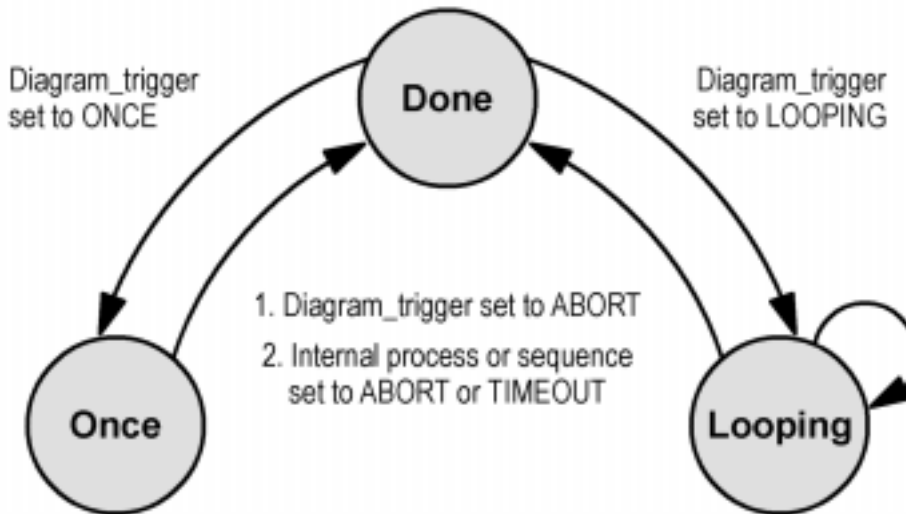 Diagram_trigger
set to ONCE
Done
Diagram_trigger
set to LOOPING
1. Diagram_trigger set to ABORT
2. Internal process or sequence
set to ABORT or TIMEOUT
Once
Looping